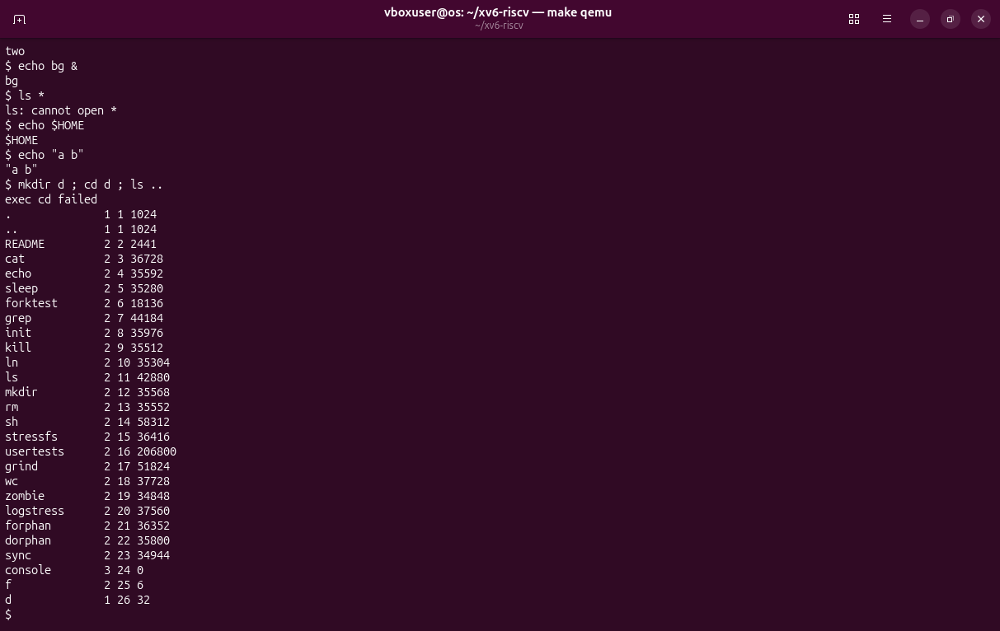 vboxuser@os: ~/xv6-riscv — make qemu
~/xv6-riscv
two
$ echo bg &
bg
$ ls *
ls: cannot open *
$ echo $HOME
$HOME
$ echo "a b"
"a b"
$ mkdir d ; cd d ; ls ..
exec cd failed
.              1 1 1024
..             1 1 1024
README         2 2 2441
cat            2 3 36728
echo           2 4 35592
sleep          2 5 35280
forktest       2 6 18136
grep           2 7 44184
init           2 8 35976
kill           2 9 35512
ln             2 10 35304
ls             2 11 42880
mkdir          2 12 35568
rm             2 13 35552
sh             2 14 58312
stressfs       2 15 36416
usertests      2 16 206800
grind          2 17 51824
wc             2 18 37728
zombie         2 19 34848
logstress      2 20 37560
forphan        2 21 36352
dorphan        2 22 35800
sync           2 23 34944
console        3 24 0
f              2 25 6
d              1 26 32
$